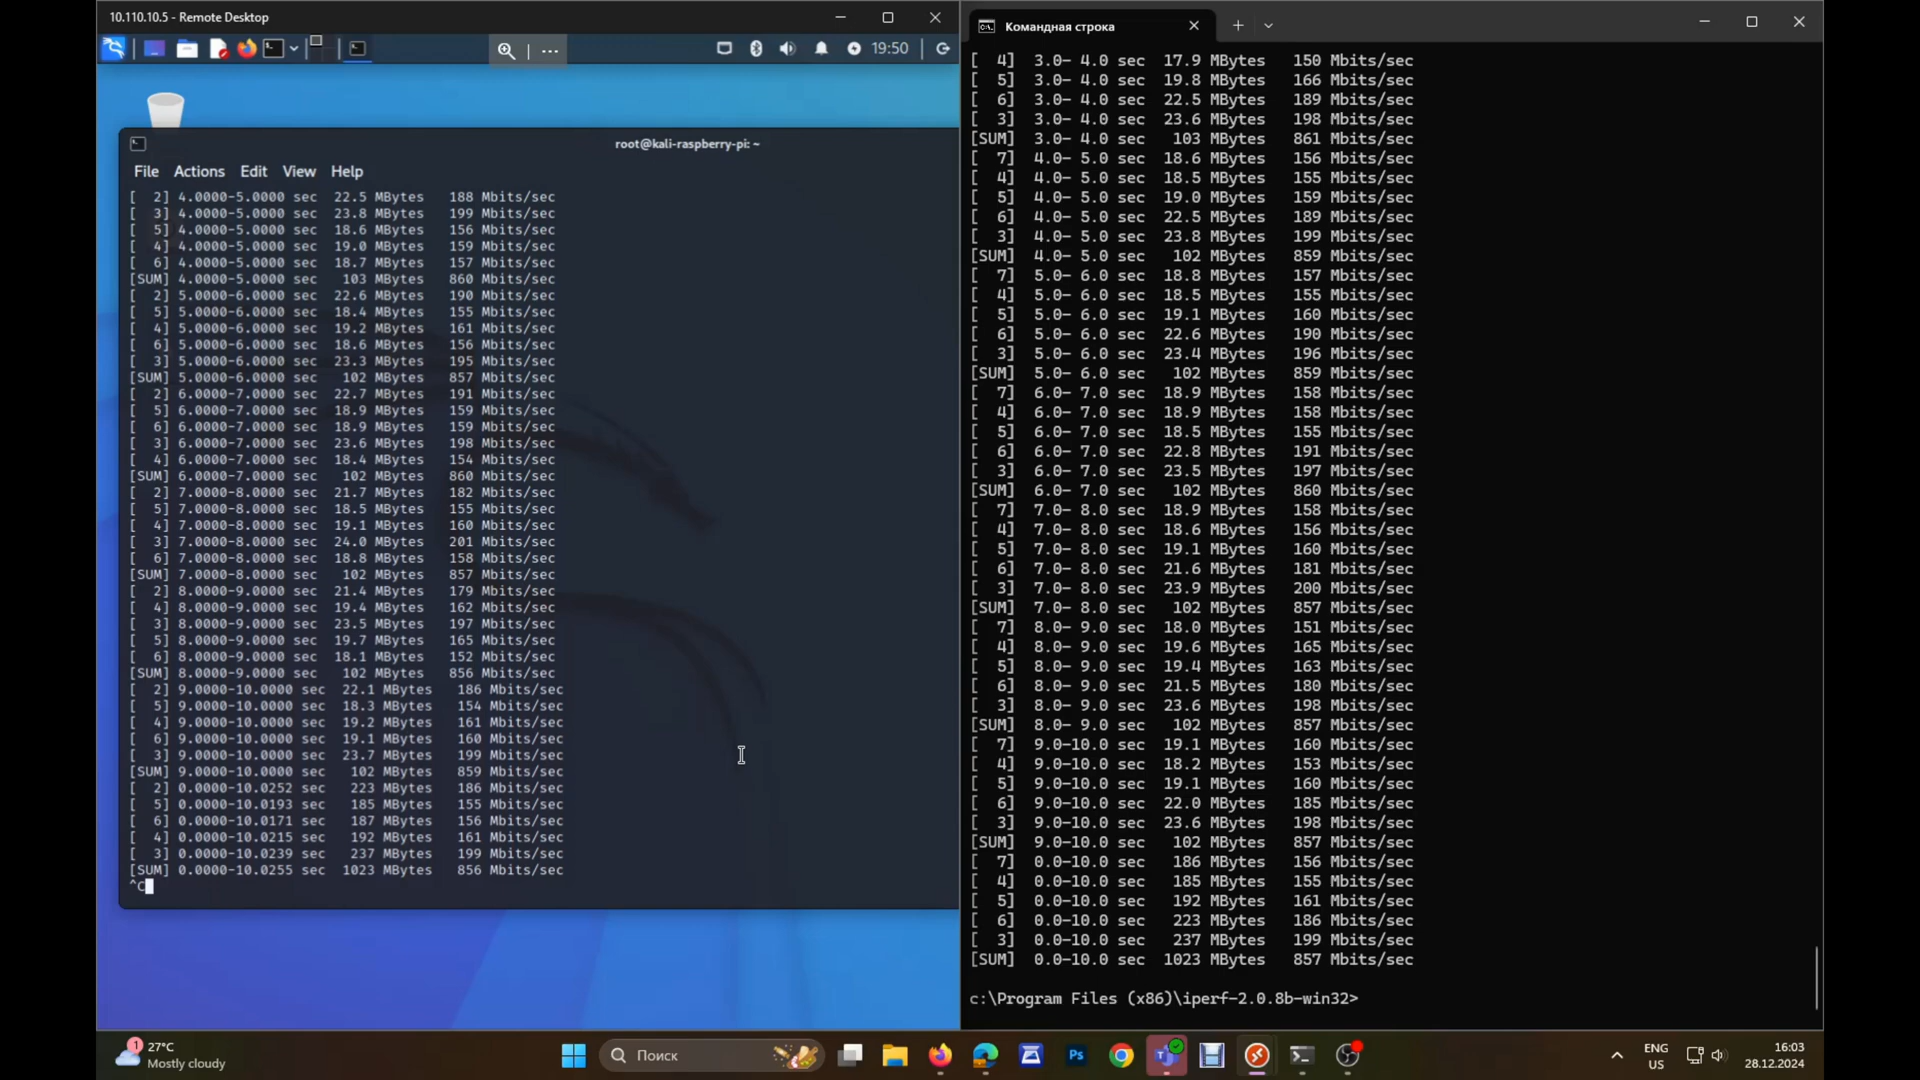 10.110.10.5 - Remote Desktop
19:50
root@kali-raspberry-pi: ~
File Actions Edit View Help
[  2] 4.0000-5.0000 sec  22.5 MBytes   188 Mbits/sec
[  3] 4.0000-5.0000 sec  23.8 MBytes   199 Mbits/sec
[  5] 4.0000-5.0000 sec  18.6 MBytes   156 Mbits/sec
[  4] 4.0000-5.0000 sec  19.0 MBytes   159 Mbits/sec
[  6] 4.0000-5.0000 sec  18.7 MBytes   157 Mbits/sec
[SUM] 4.0000-5.0000 sec   103 MBytes   860 Mbits/sec
[  2] 5.0000-6.0000 sec  22.6 MBytes   190 Mbits/sec
[  5] 5.0000-6.0000 sec  18.4 MBytes   155 Mbits/sec
[  4] 5.0000-6.0000 sec  19.2 MBytes   161 Mbits/sec
[  6] 5.0000-6.0000 sec  18.6 MBytes   156 Mbits/sec
[  3] 5.0000-6.0000 sec  23.3 MBytes   195 Mbits/sec
[SUM] 5.0000-6.0000 sec   102 MBytes   857 Mbits/sec
[  2] 6.0000-7.0000 sec  22.7 MBytes   191 Mbits/sec
[  5] 6.0000-7.0000 sec  18.9 MBytes   159 Mbits/sec
[  6] 6.0000-7.0000 sec  18.9 MBytes   159 Mbits/sec
[  3] 6.0000-7.0000 sec  23.6 MBytes   198 Mbits/sec
[  4] 6.0000-7.0000 sec  18.4 MBytes   154 Mbits/sec
[SUM] 6.0000-7.0000 sec   102 MBytes   860 Mbits/sec
[  2] 7.0000-8.0000 sec  21.7 MBytes   182 Mbits/sec
[  5] 7.0000-8.0000 sec  18.5 MBytes   155 Mbits/sec
[  4] 7.0000-8.0000 sec  19.1 MBytes   160 Mbits/sec
[  3] 7.0000-8.0000 sec  24.0 MBytes   201 Mbits/sec
[  6] 7.0000-8.0000 sec  18.8 MBytes   158 Mbits/sec
[SUM] 7.0000-8.0000 sec   102 MBytes   857 Mbits/sec
[  2] 8.0000-9.0000 sec  21.4 MBytes   179 Mbits/sec
[  4] 8.0000-9.0000 sec  19.4 MBytes   162 Mbits/sec
[  3] 8.0000-9.0000 sec  23.5 MBytes   197 Mbits/sec
[  5] 8.0000-9.0000 sec  19.7 MBytes   165 Mbits/sec
[  6] 8.0000-9.0000 sec  18.1 MBytes   152 Mbits/sec
[SUM] 8.0000-9.0000 sec   102 MBytes   856 Mbits/sec
[  2] 9.0000-10.0000 sec  22.1 MBytes   186 Mbits/sec
[  5] 9.0000-10.0000 sec  18.3 MBytes   154 Mbits/sec
[  4] 9.0000-10.0000 sec  19.2 MBytes   161 Mbits/sec
[  6] 9.0000-10.0000 sec  19.1 MBytes   160 Mbits/sec
[  3] 9.0000-10.0000 sec  23.7 MBytes   199 Mbits/sec
[SUM] 9.0000-10.0000 sec   102 MBytes   859 Mbits/sec
[  2] 0.0000-10.0252 sec   223 MBytes   186 Mbits/sec
[  5] 0.0000-10.0193 sec   185 MBytes   155 Mbits/sec
[  6] 0.0000-10.0171 sec   187 MBytes   156 Mbits/sec
[  4] 0.0000-10.0215 sec   192 MBytes   161 Mbits/sec
[  3] 0.0000-10.0239 sec   237 MBytes   199 Mbits/sec
[SUM] 0.0000-10.0255 sec  1023 MBytes   856 Mbits/sec
^C
Командная строка
[  4]  3.0- 4.0 sec  17.9 MBytes   150 Mbits/sec
[  5]  3.0- 4.0 sec  19.8 MBytes   166 Mbits/sec
[  6]  3.0- 4.0 sec  22.5 MBytes   189 Mbits/sec
[  3]  3.0- 4.0 sec  23.6 MBytes   198 Mbits/sec
[SUM]  3.0- 4.0 sec   103 MBytes   861 Mbits/sec
[  7]  4.0- 5.0 sec  18.6 MBytes   156 Mbits/sec
[  4]  4.0- 5.0 sec  18.5 MBytes   155 Mbits/sec
[  5]  4.0- 5.0 sec  19.0 MBytes   159 Mbits/sec
[  6]  4.0- 5.0 sec  22.5 MBytes   189 Mbits/sec
[  3]  4.0- 5.0 sec  23.8 MBytes   199 Mbits/sec
[SUM]  4.0- 5.0 sec   102 MBytes   859 Mbits/sec
[  7]  5.0- 6.0 sec  18.8 MBytes   157 Mbits/sec
[  4]  5.0- 6.0 sec  18.5 MBytes   155 Mbits/sec
[  5]  5.0- 6.0 sec  19.1 MBytes   160 Mbits/sec
[  6]  5.0- 6.0 sec  22.6 MBytes   190 Mbits/sec
[  3]  5.0- 6.0 sec  23.4 MBytes   196 Mbits/sec
[SUM]  5.0- 6.0 sec   102 MBytes   859 Mbits/sec
[  7]  6.0- 7.0 sec  18.9 MBytes   158 Mbits/sec
[  4]  6.0- 7.0 sec  18.9 MBytes   158 Mbits/sec
[  5]  6.0- 7.0 sec  18.5 MBytes   155 Mbits/sec
[  6]  6.0- 7.0 sec  22.8 MBytes   191 Mbits/sec
[  3]  6.0- 7.0 sec  23.5 MBytes   197 Mbits/sec
[SUM]  6.0- 7.0 sec   102 MBytes   860 Mbits/sec
[  7]  7.0- 8.0 sec  18.9 MBytes   158 Mbits/sec
[  4]  7.0- 8.0 sec  18.6 MBytes   156 Mbits/sec
[  5]  7.0- 8.0 sec  19.1 MBytes   160 Mbits/sec
[  6]  7.0- 8.0 sec  21.6 MBytes   181 Mbits/sec
[  3]  7.0- 8.0 sec  23.9 MBytes   200 Mbits/sec
[SUM]  7.0- 8.0 sec   102 MBytes   857 Mbits/sec
[  7]  8.0- 9.0 sec  18.0 MBytes   151 Mbits/sec
[  4]  8.0- 9.0 sec  19.6 MBytes   165 Mbits/sec
[  5]  8.0- 9.0 sec  19.4 MBytes   163 Mbits/sec
[  6]  8.0- 9.0 sec  21.5 MBytes   180 Mbits/sec
[  3]  8.0- 9.0 sec  23.6 MBytes   198 Mbits/sec
[SUM]  8.0- 9.0 sec   102 MBytes   857 Mbits/sec
[  7]  9.0-10.0 sec  19.1 MBytes   160 Mbits/sec
[  4]  9.0-10.0 sec  18.2 MBytes   153 Mbits/sec
[  5]  9.0-10.0 sec  19.1 MBytes   160 Mbits/sec
[  6]  9.0-10.0 sec  22.0 MBytes   185 Mbits/sec
[  3]  9.0-10.0 sec  23.6 MBytes   198 Mbits/sec
[SUM]  9.0-10.0 sec   102 MBytes   857 Mbits/sec
[  7]  0.0-10.0 sec   186 MBytes   156 Mbits/sec
[  4]  0.0-10.0 sec   185 MBytes   155 Mbits/sec
[  5]  0.0-10.0 sec   192 MBytes   161 Mbits/sec
[  6]  0.0-10.0 sec   223 MBytes   186 Mbits/sec
[  3]  0.0-10.0 sec   237 MBytes   199 Mbits/sec
[SUM]  0.0-10.0 sec  1023 MBytes   857 Mbits/sec
c:\Program Files (x86)\iperf-2.0.8b-win32>
1
27°C
Mostly cloudy
Поиск
Ps
ENG
US
16:03
28.12.2024